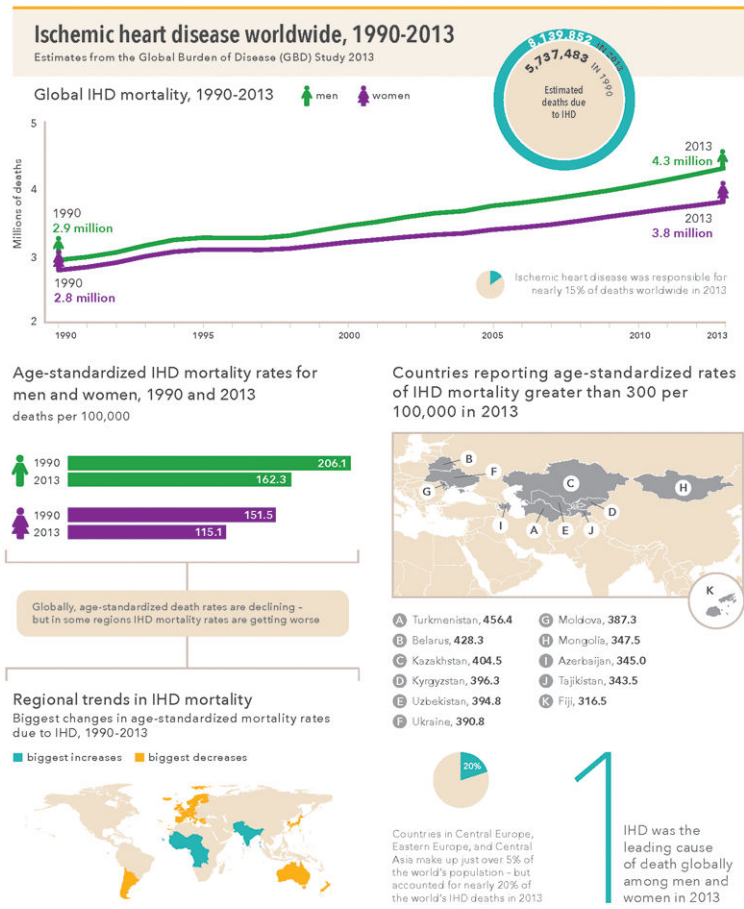 Ischemic heart disease worldwide, 1990-2013
Estimates from the Global Burden of Disease (GBD) Study 2013
8,139,852 IN 2013
5,737,483 IN 1990
Estimated
deaths due
to IHD
Global IHD mortality, 1990-2013
men
women
Millions of deaths
5
4
3
2
1990
2.9 million
1990
2.8 million
2013
4.3 million
2013
3.8 million
Ischemic heart disease was responsible for
nearly 15% of deaths worldwide in 2013
1990
1995
2000
2005
2010
2013
Age-standardized IHD mortality rates for
men and women, 1990 and 2013
deaths per 100,000
1990
206.1
2013
162.3
1990
151.5
2013
115.1
Globally, age-standardized death rates are declining –
but in some regions IHD mortality rates are getting worse
Regional trends in IHD mortality
Biggest changes in age-standardized mortality rates
due to IHD, 1990-2013
biggest increases
biggest decreases
Countries reporting age-standardized rates
of IHD mortality greater than 300 per
100,000 in 2013
B
F
C
G
H
D
I
A
E
J
K
A Turkmenistan, 456.4
B Belarus, 428.3
C Kazakhstan, 404.5
D Kyrgyzstan, 396.3
E Uzbekistan, 394.8
F Ukraine, 390.8
G Moldova, 387.3
H Mongolia, 347.5
I Azerbaijan, 345.0
J Tajikistan, 343.5
K Fiji, 316.5
20%
Countries in Central Europe,
Eastern Europe, and Central
Asia make up just over 5% of
the world's population – but
accounted for nearly 20% of
the world's IHD deaths in 2013
1
IHD was the
leading cause
of death globally
among men and
women in 2013